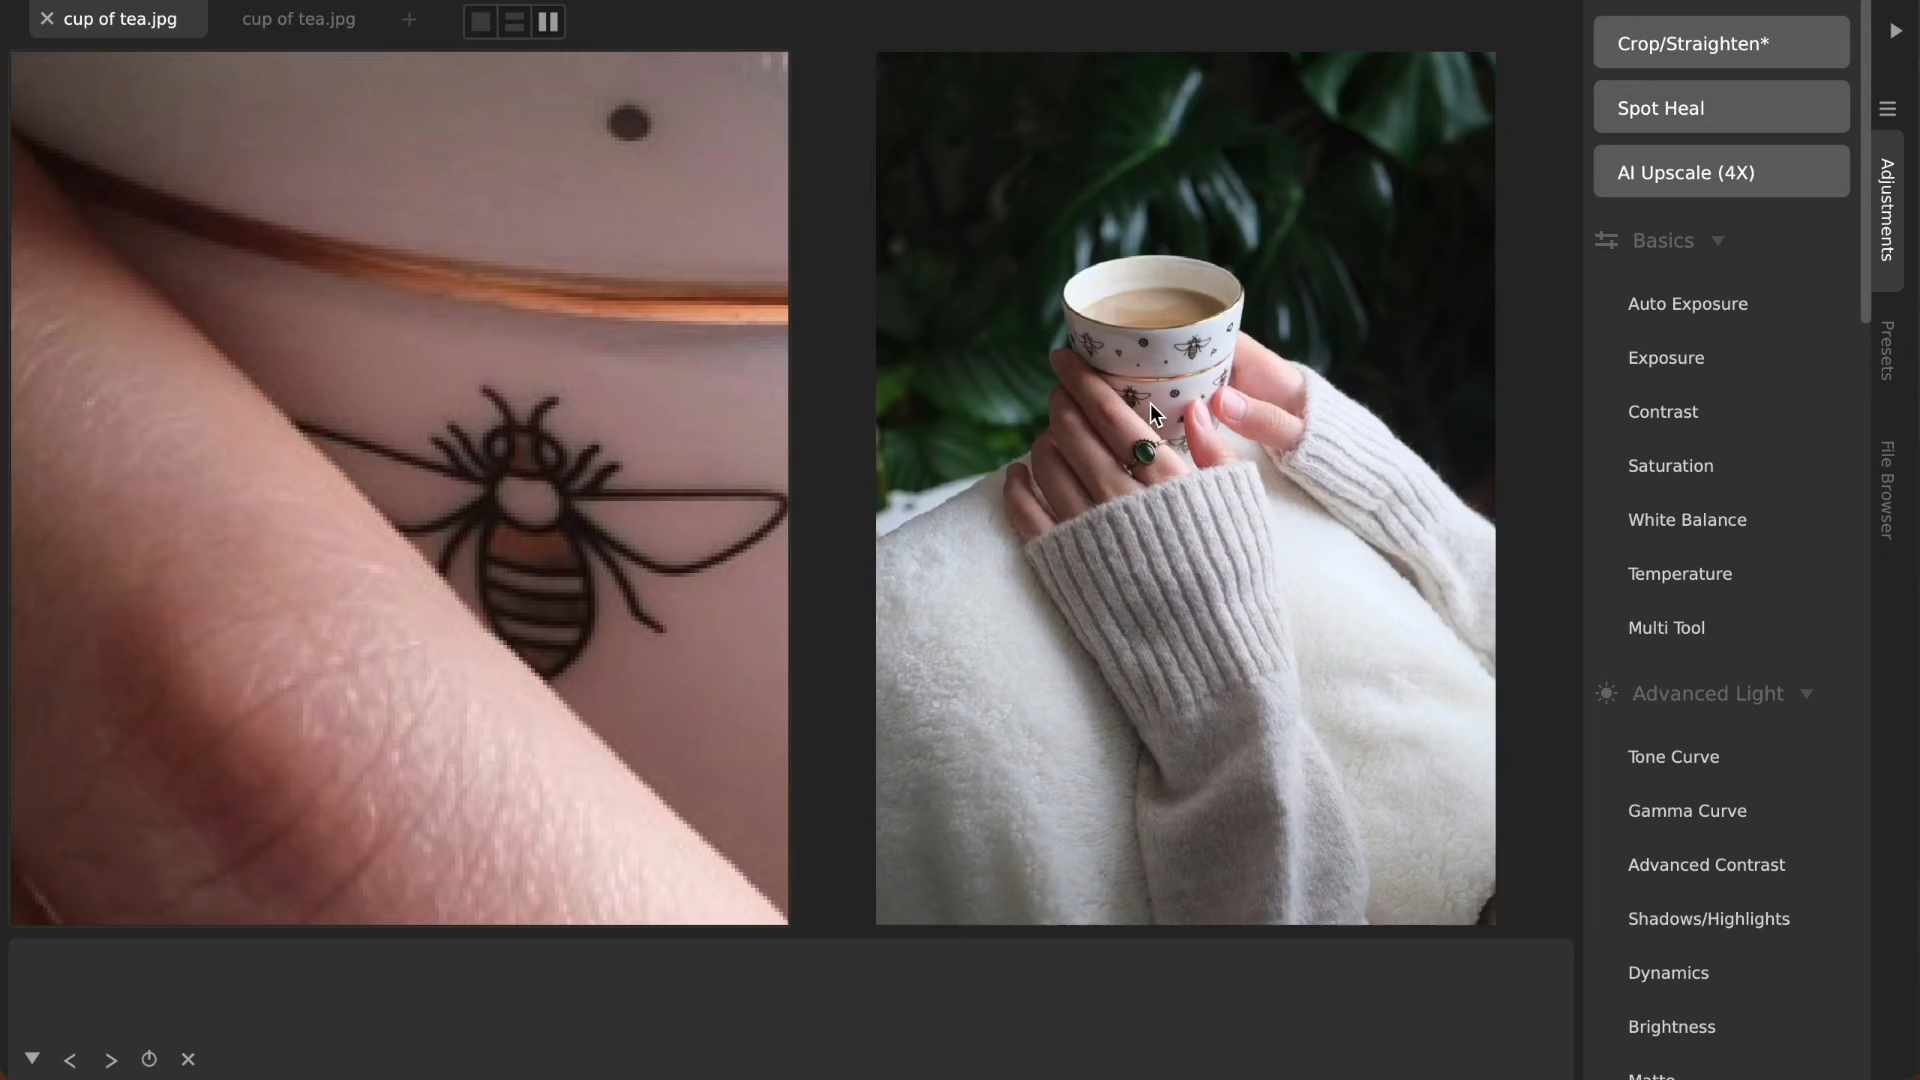 cup of tea.jpg
cup of tea.jpg
Crop/Straighten*
Spot Heal
AI Upscale (4X)
Basics
Auto Exposure
Exposure
Contrast
Saturation
White Balance
Temperature
Multi Tool
Advanced Light
Tone Curve
Gamma Curve
Advanced Contrast
Shadows/Highlights
Dynamics
Brightness
Adjustments
Presets
File Browser